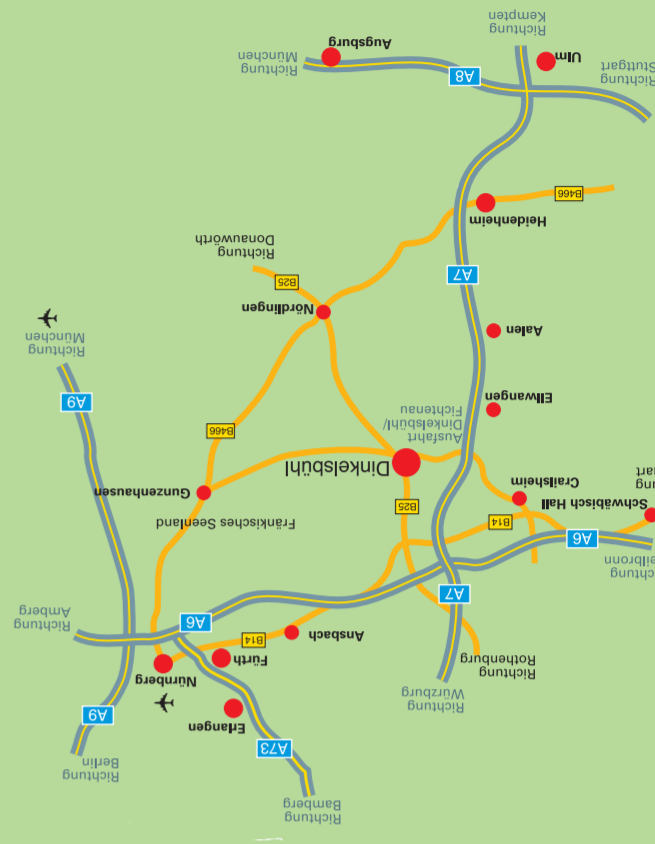 Richtung
Bamberg
Richtung
Berlin
A73
Erlangen
A9
Richtung
Würzburg
Nürnberg
Fürth
Richtung
Rothenburg
B14
Ansbach
Richtung
Amberg
A6
A7
Richtung
eilbronn
A6
B14
Fränkisches Seenland
Schwäbisch Hall
B25
Gunzenhausen
Crailsheim
Dinkelsbühl
Ausfahrt
Dinkelsbühl/
Fichtenau
B466
A9
Ellwangen
Richtung
München
Aalen
Nördlingen
B25
A7
Richtung
Donauwörth
Heidenheim
B466
A8
Richtung
Stuttgart
Richtung
München
Ulm
Augsburg
Richtung
Kempten